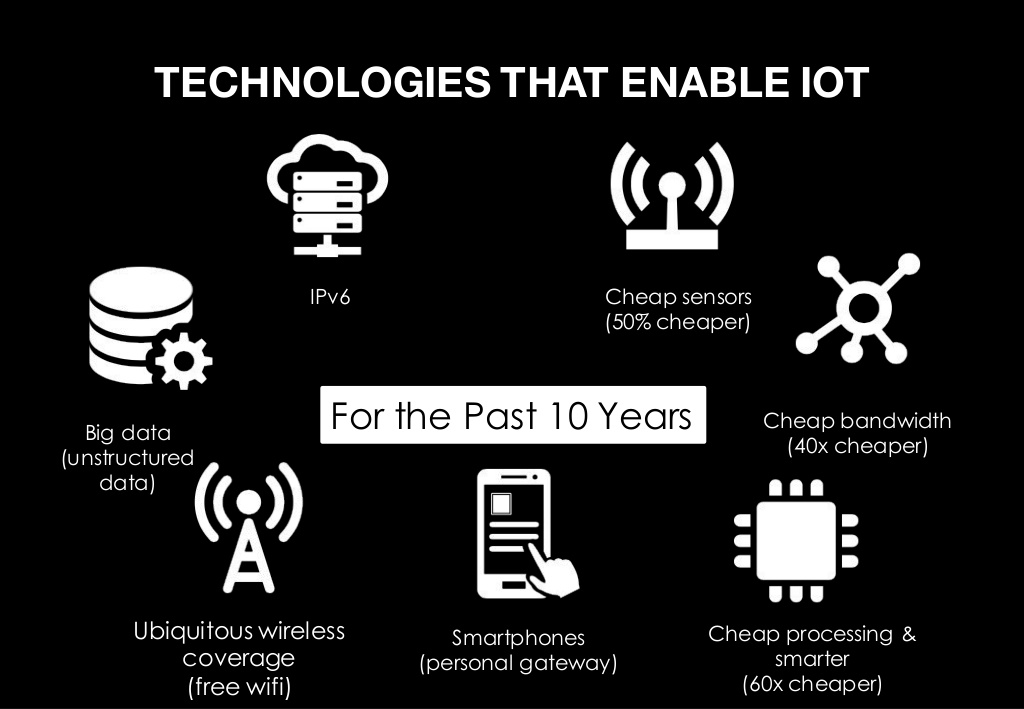 TECHNOLOGIES THAT ENABLE IOT
IPv6
Cheap sensors
(50% cheaper)
Big data
(unstructured
data)
For the Past 10 Years
Cheap bandwidth
(40x cheaper)
Ubiquitous wireless
coverage
(free wifi)
Smartphones
(personal gateway)
Cheap processing &
smarter
(60x cheaper)